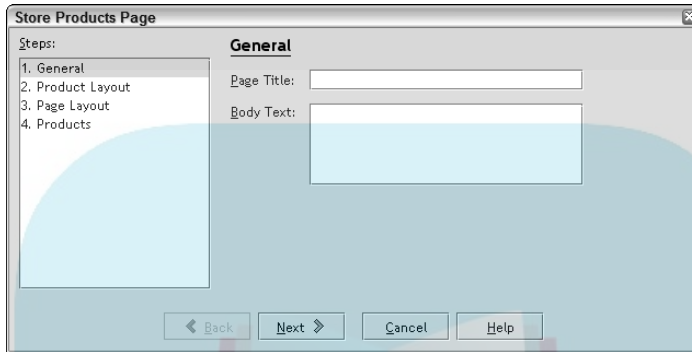 Store Products Page
Steps:
1. General
2. Product Layout
3. Page Layout
4. Products
General
Page Title:
Body Text:
Back
Next
Cancel
Help